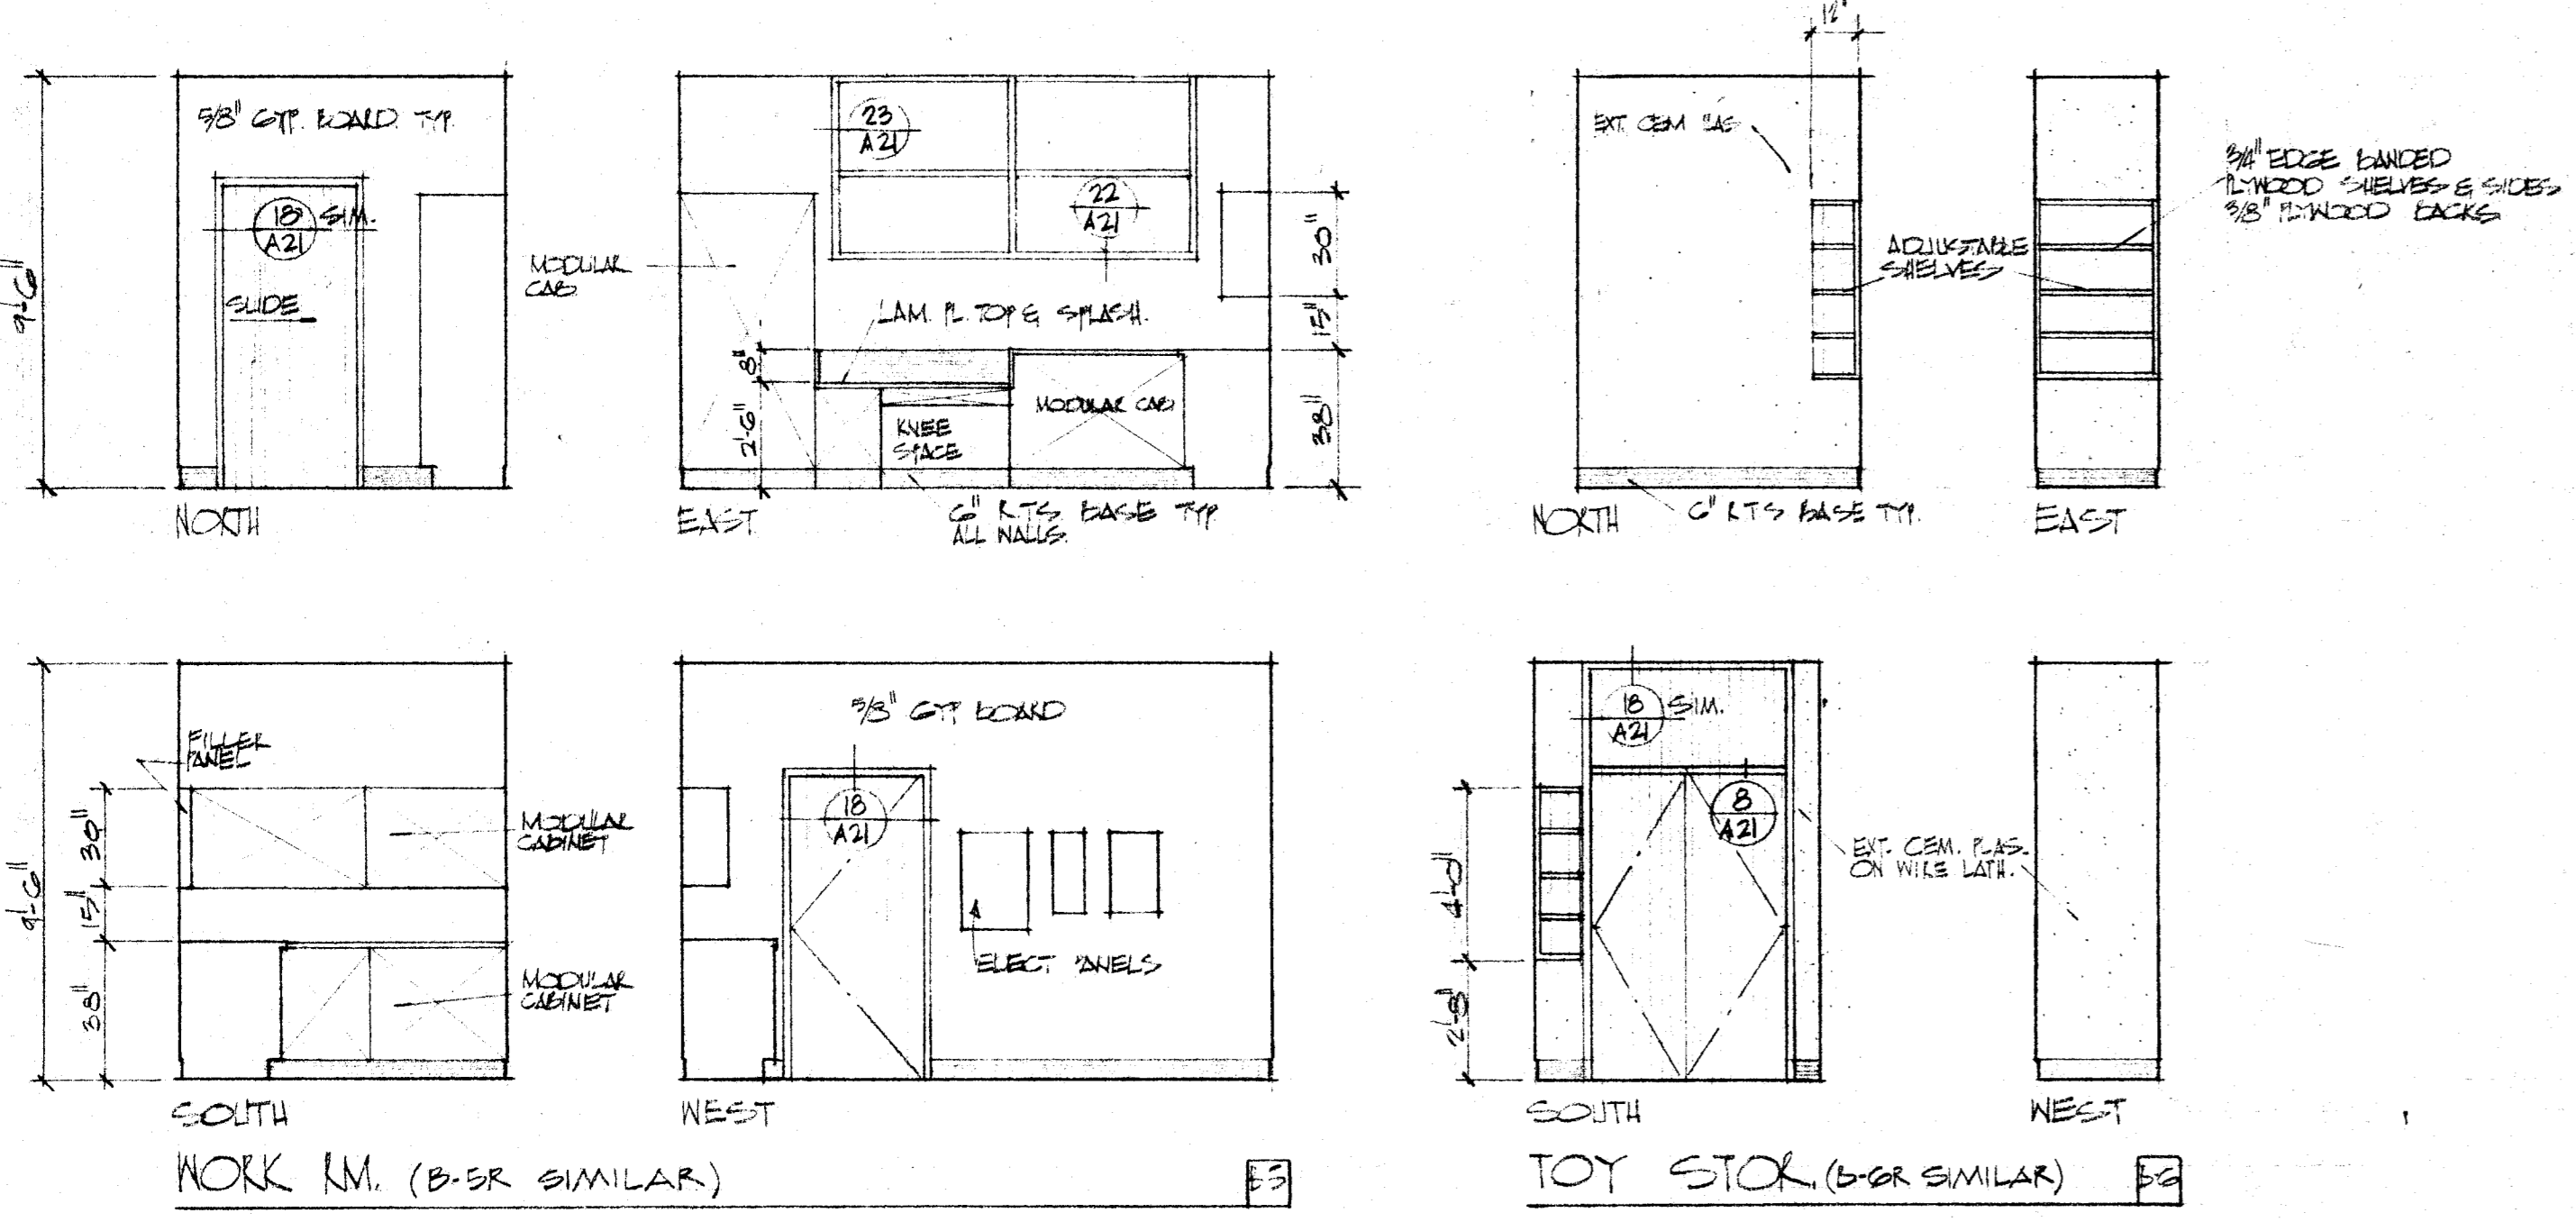 12"
5/8" GYP. BOARD TYP.
18 SIM.
A21
SLIDE
9'-6"
NORTH
MODULAR
CAB.
23
A21
22
A21
LAM. PL. TOP & SPLASH.
8"
2'-6"
KNEE
SPACE
MODULAR CAB
30"
15"
38"
EAST
6" R.T.S. BASE TYP
ALL WALLS.
EXT. CEM
ADJUSTABLE
SHELVES
NORTH
6" RTS BASE TYP.
3/4" EDGE BANDED
PLYWOOD SHELVES & SIDES
3/8" PLYWOOD BACKS
EAST
9'-6"
FILLER
PANEL
30"
15"
38"
MODULAR
CABINET
MODULAR
CABINET
SOUTH
5/8" GYP. BOARD
18
A21
ELECT PANELS
WEST
18 SIM.
A21
8
A21
4'-0"
2'-8"
EXT. CEM. PLAS.
ON WIRE LATH.
SOUTH
WEST
WORK RM. (B-5R SIMILAR)
B-5
TOY STOR. (B-6R SIMILAR)
B-6